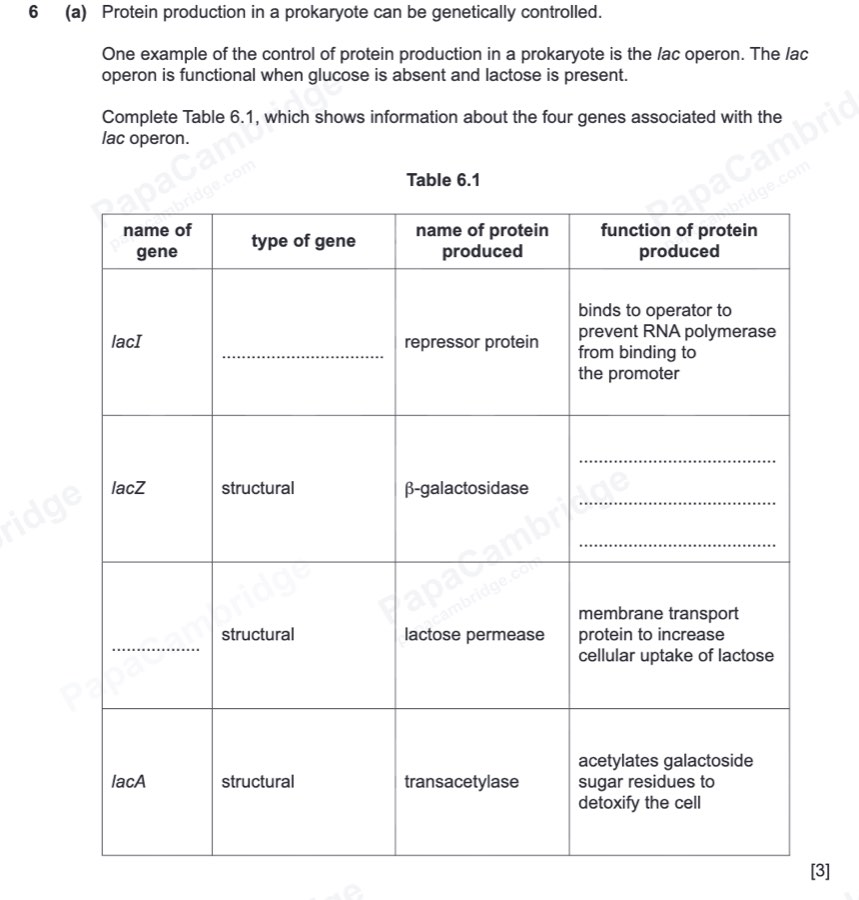 6 (a) Protein production in a prokaryote can be genetically controlled.
One example of the control of protein production in a prokaryote is the lac operon. The lac
operon is functional when glucose is absent and lactose is present.
Complete Table 6.1, which shows information about the four genes associated with the
lac operon.
Table 6.1
name of
gene
type of gene
name of protein
produced
function of protein
produced
lacI
................................
repressor protein
binds to operator to
prevent RNA polymerase
from binding to
the promoter
lacZ
structural
β-galactosidase
.......................................
.......................................
.......................................
..................
structural
lactose permease
membrane transport
protein to increase
cellular uptake of lactose
lacA
structural
transacetylase
acetylates galactoside
sugar residues to
detoxify the cell
[3]
PapaCambridge
papacambridge.com